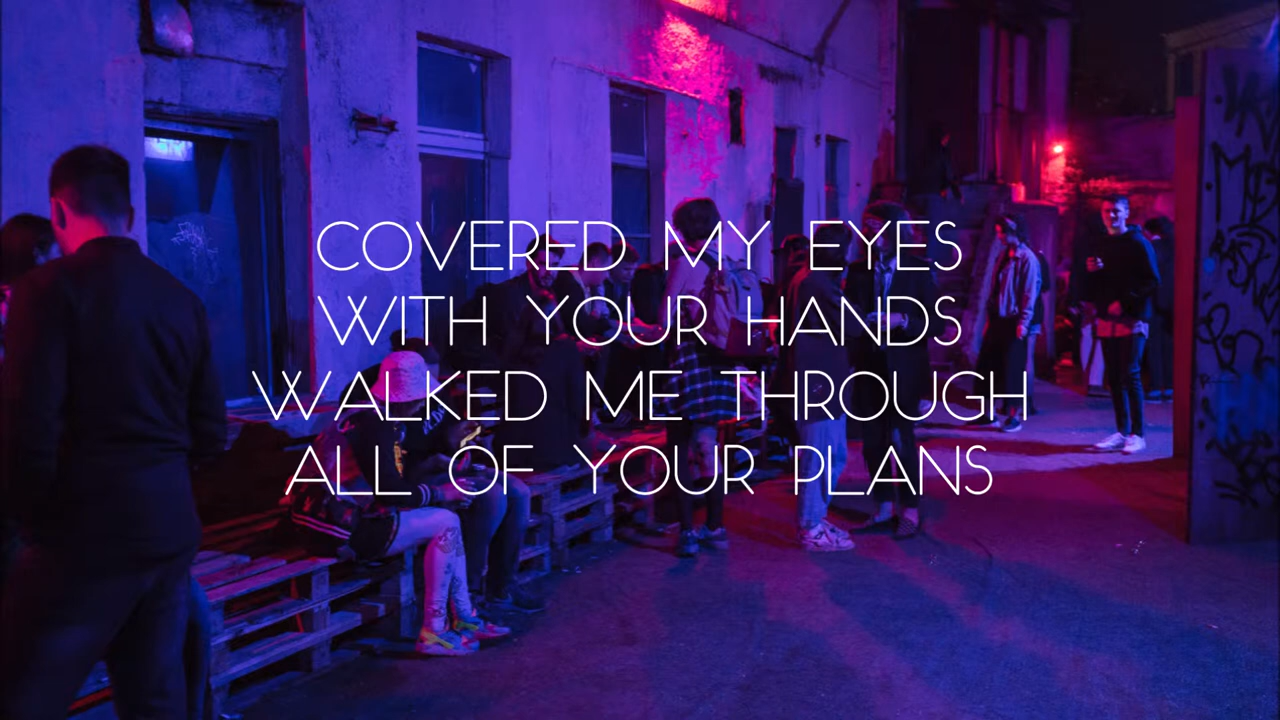 COVERED MY EYES
WITH YOUR HANDS
WALKED ME THROUGH
ALL OF YOUR PLANS